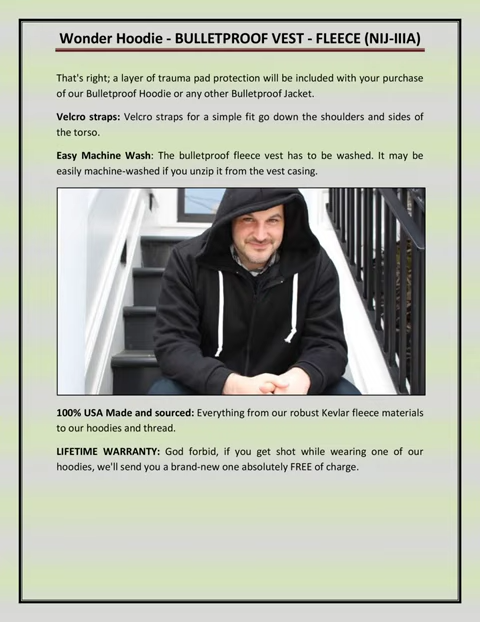 Wonder Hoodie - BULLETPROOF VEST - FLEECE (NIJ-IIIA)
That's right; a layer of trauma pad protection will be included with your purchase
of our Bulletproof Hoodie or any other Bulletproof Jacket.
Velcro straps: Velcro straps for a simple fit go down the shoulders and sides of
the torso.
Easy Machine Wash: The bulletproof fleece vest has to be washed. It may be
easily machine-washed if you unzip it from the vest casing.
100% USA Made and sourced: Everything from our robust Kevlar fleece materials
to our hoodies and thread.
LIFETIME WARRANTY: God forbid, if you get shot while wearing one of our
hoodies, we'll send you a brand-new one absolutely FREE of charge.